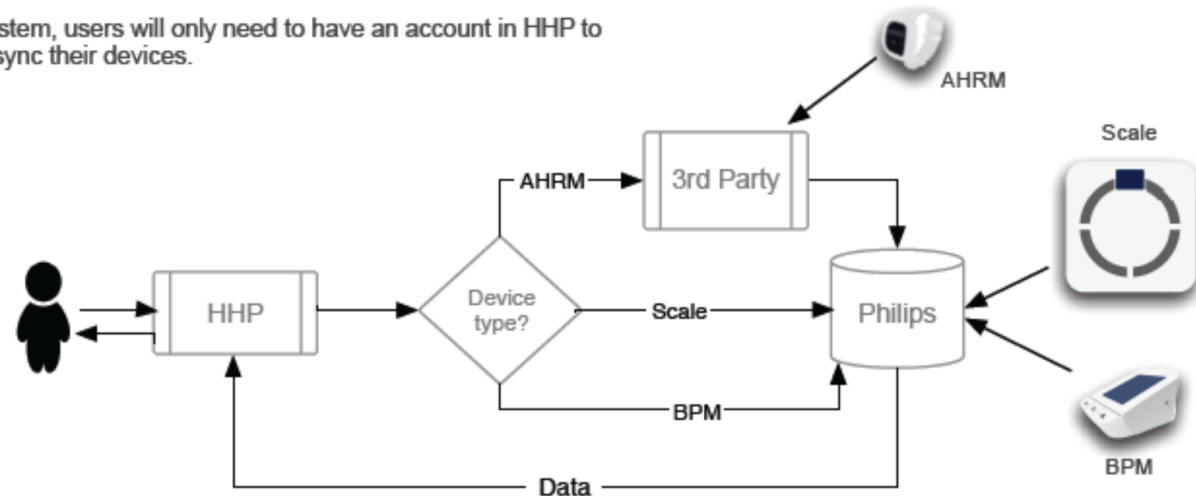 users will only need to have an account in HHP to
sync their devices.
AHRM
Scale
AHRM
3rd Party
HHP
Device
type?
Scale
Philips
BPM
BPM
Data